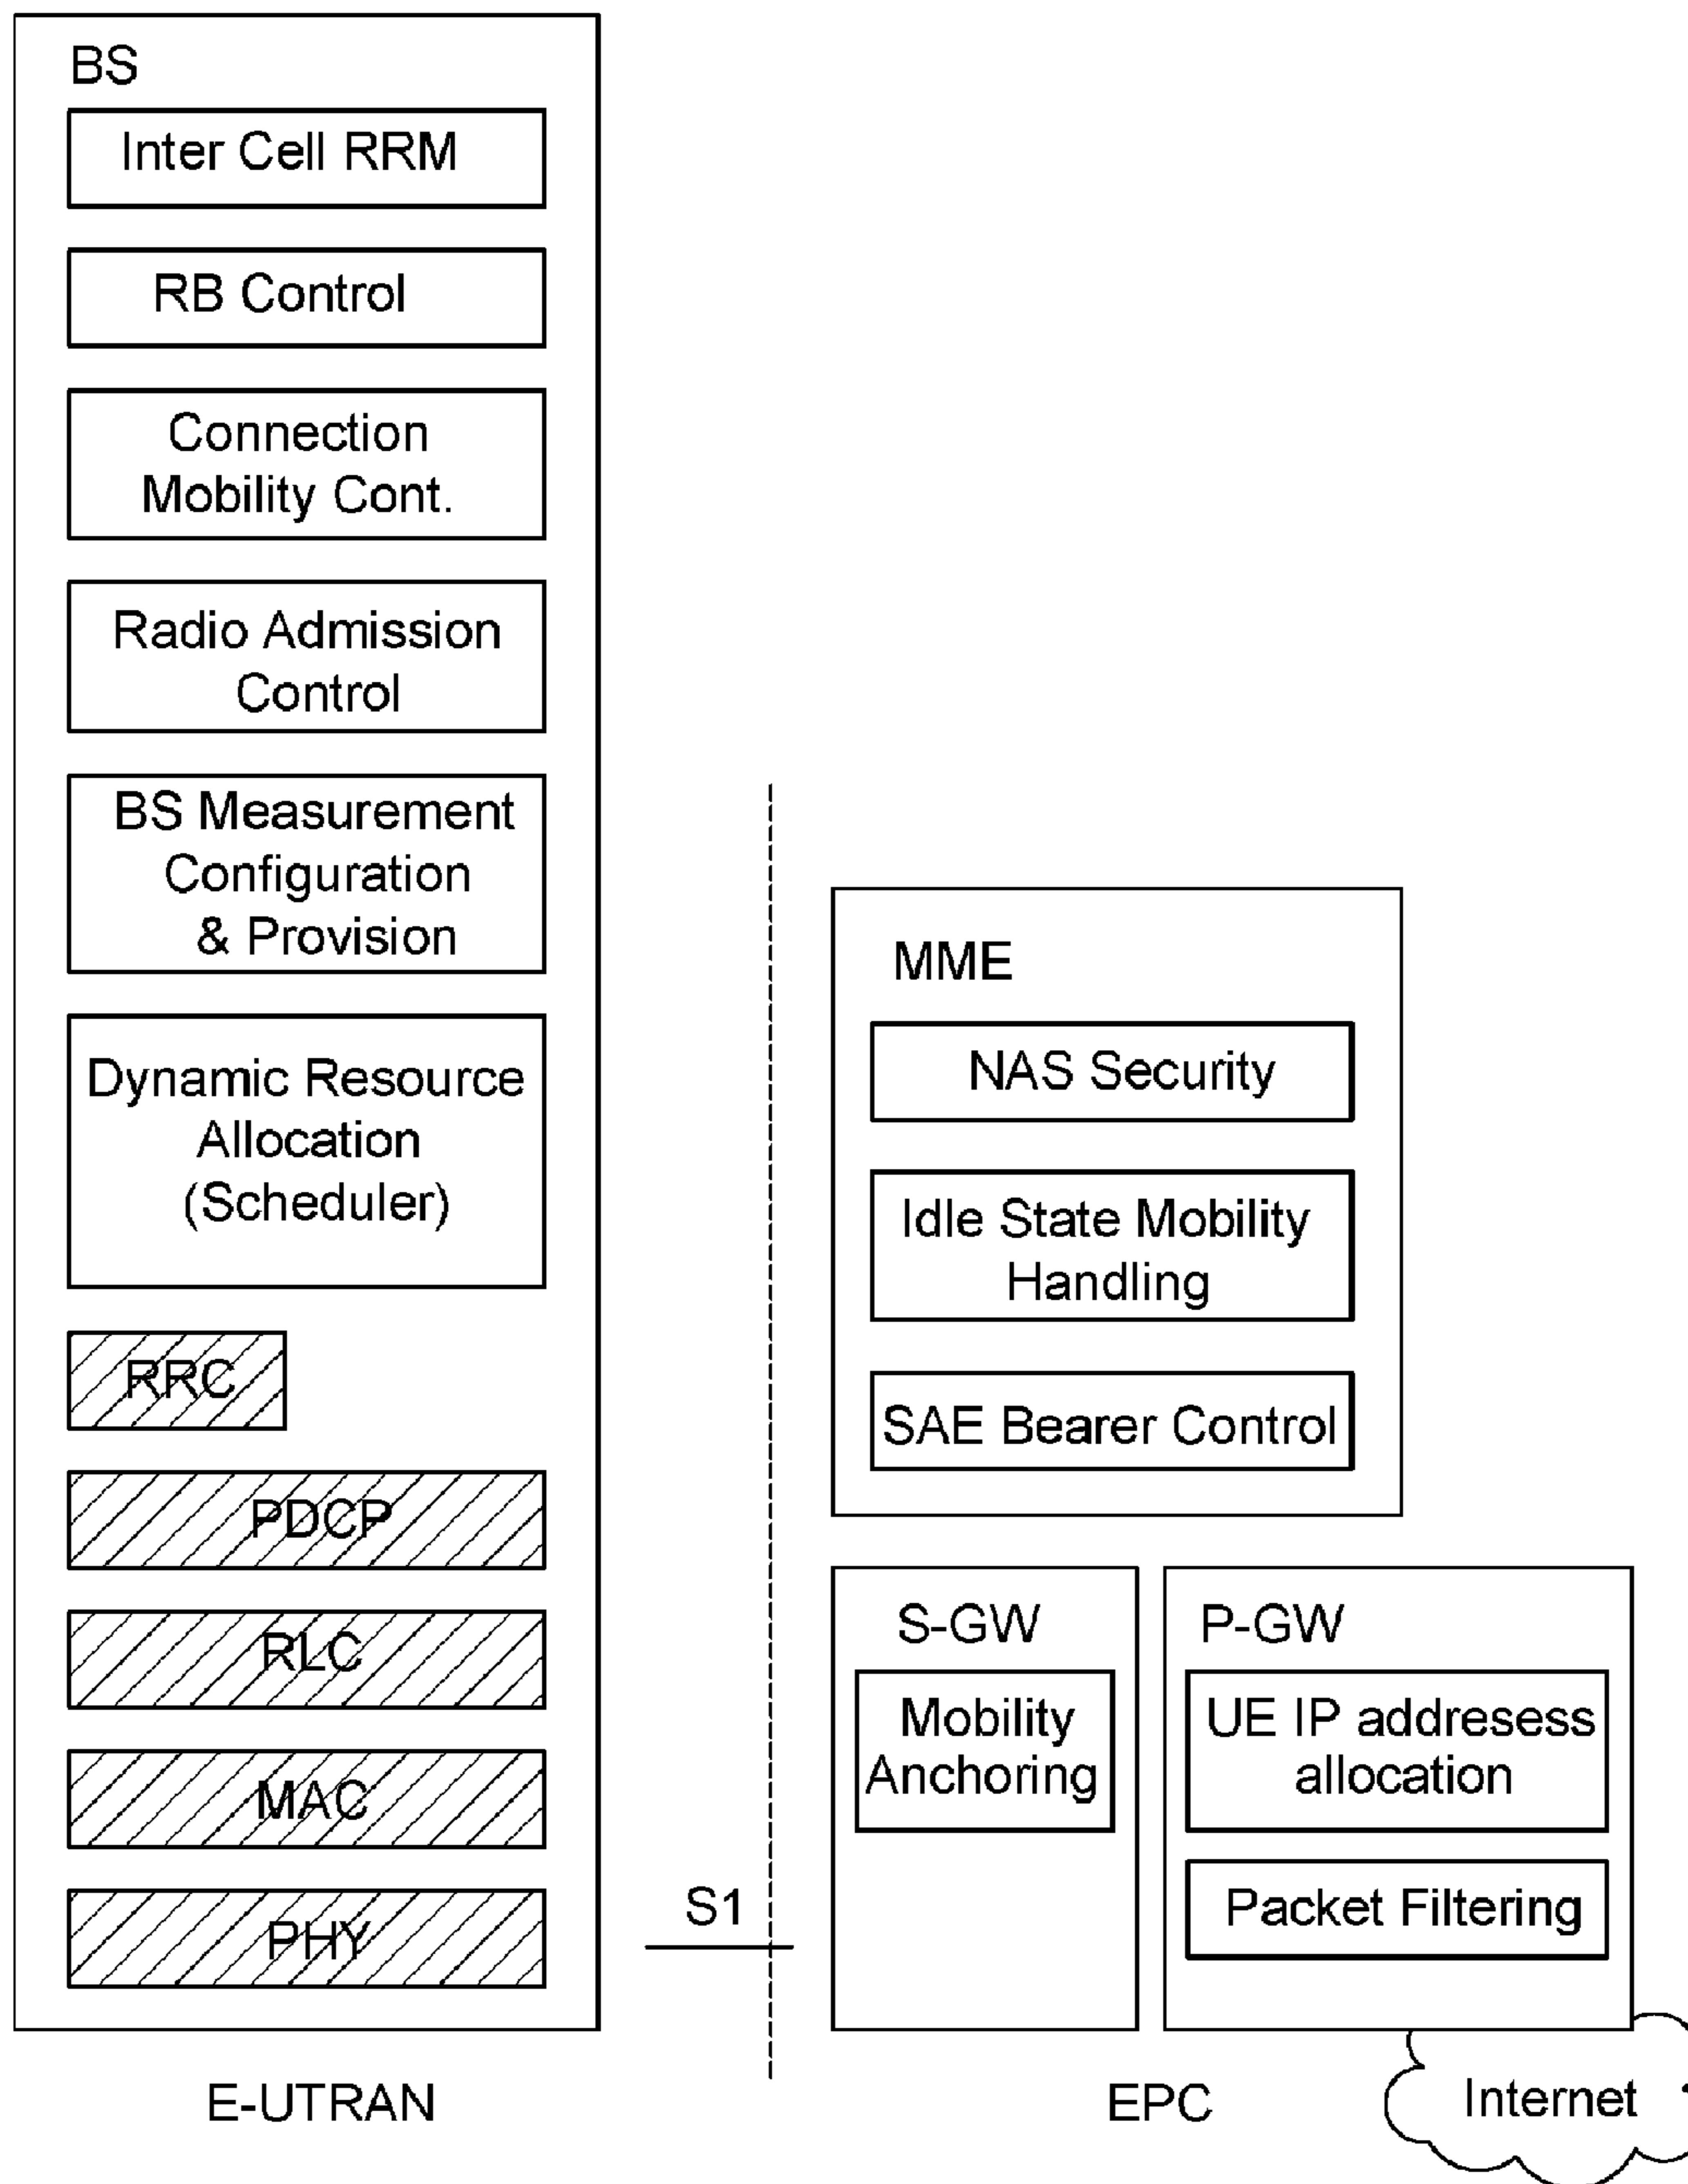 BS
Inter Cell RRM
RB Control
Connection
Mobility Cont.
Radio Admission
Control
BS Measurement
Configuration
& Provision
Dynamic Resource
Allocation
(Scheduler)
RRC
PDCP
RLC
MAC
PHY
E-UTRAN
S1
MME
NAS Security
Idle State Mobility
Handling
SAE Bearer Control
S-GW
Mobility
Anchoring
P-GW
UE IP addresess
allocation
Packet Filtering
EPC
Internet